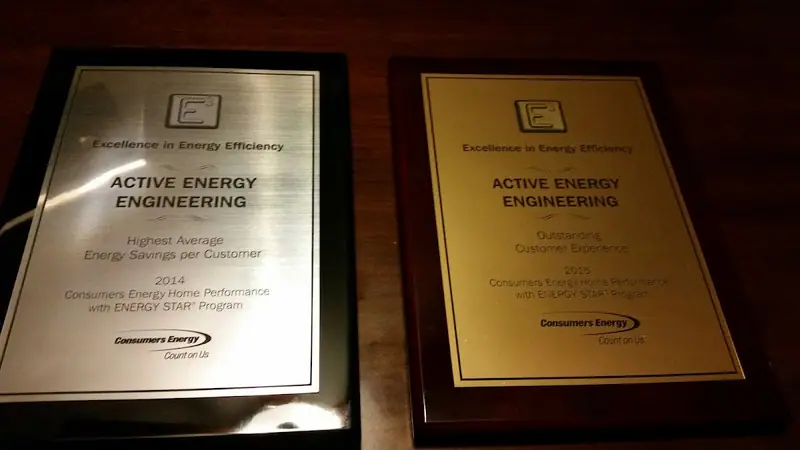 E³
Excellence in Energy Efficiency
ACTIVE ENERGY
ENGINEERING
Highest Average
Energy Savings per Customer
2014
Consumers Energy Home Performance
with ENERGY STAR® Program
Consumers Energy
Count on Us
E³
Excellence in Energy Efficiency
ACTIVE ENERGY
ENGINEERING
Outstanding
Customer Experience
2015
Consumers Energy Home Performance
with ENERGY STAR® Program
Consumers Energy
Count on Us